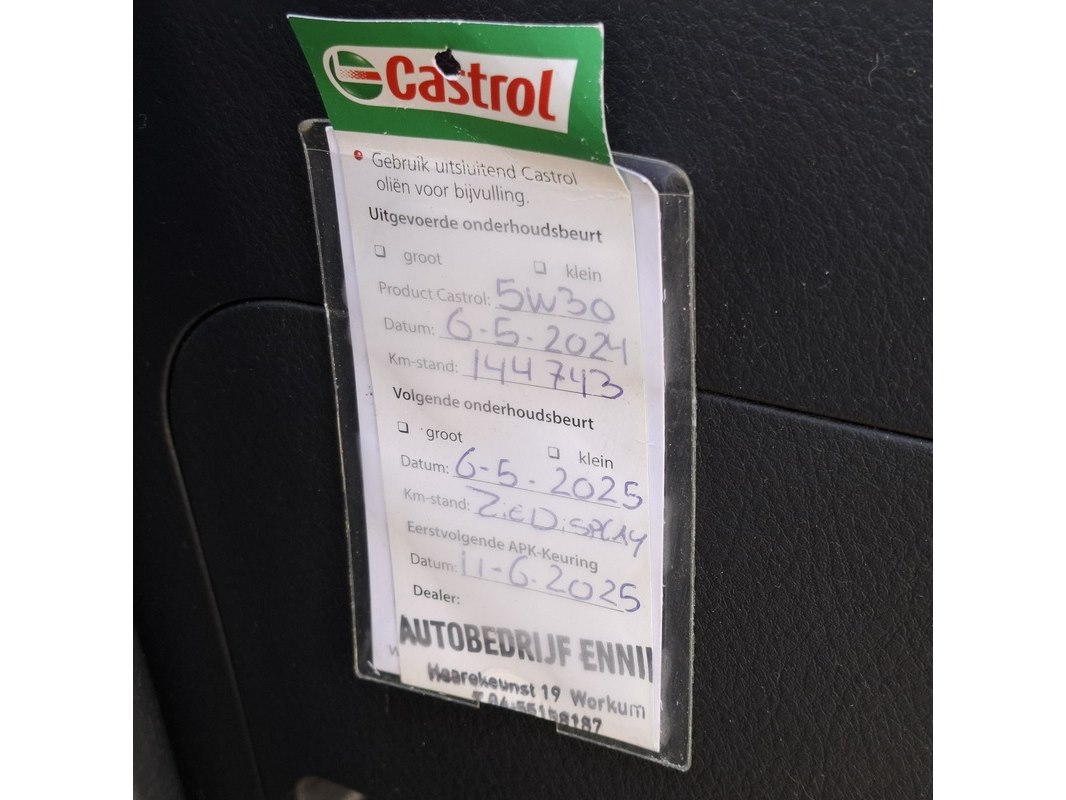 Castrol
Gebruik uitsluitend Castrol
oliën voor bijvulling.
Uitgevoerde onderhoudsbeurt
groot klein
Product Castrol: 5W30
Datum: 6-5-2024
Km-stand: 144743
Volgende onderhoudsbeurt
groot klein
Datum: 6-5-2025
Km-stand: ZIE DiSPLAY
Eerstvolgende APK-Keuring
Datum: 11-6-2025
Dealer:
AUTOBEDRIJF ENNI
19 Workum